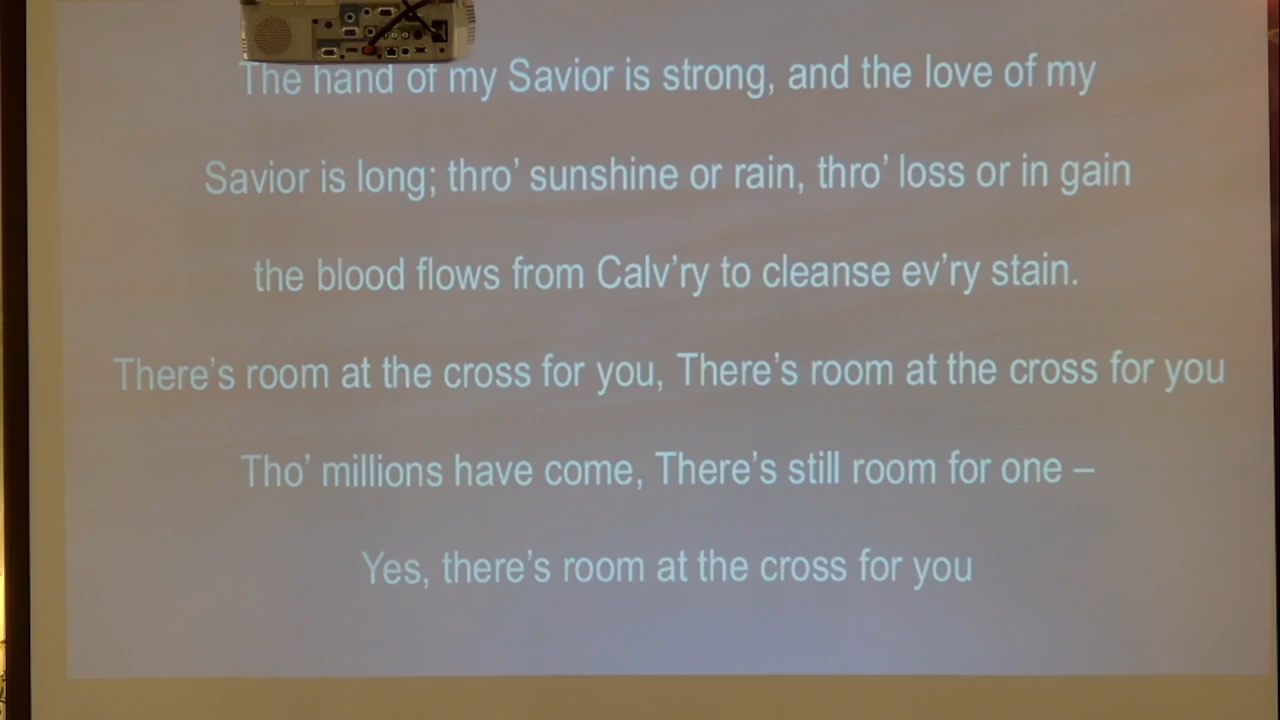 The hand of my Savior is strong, and the love of my
Savior is long; thro’ sunshine or rain, thro’ loss or in gain
the blood flows from Calv’ry to cleanse ev’ry stain.
There’s room at the cross for you, There’s room at the cross for you
Tho’ millions have come, There’s still room for one –
Yes, there’s room at the cross for you